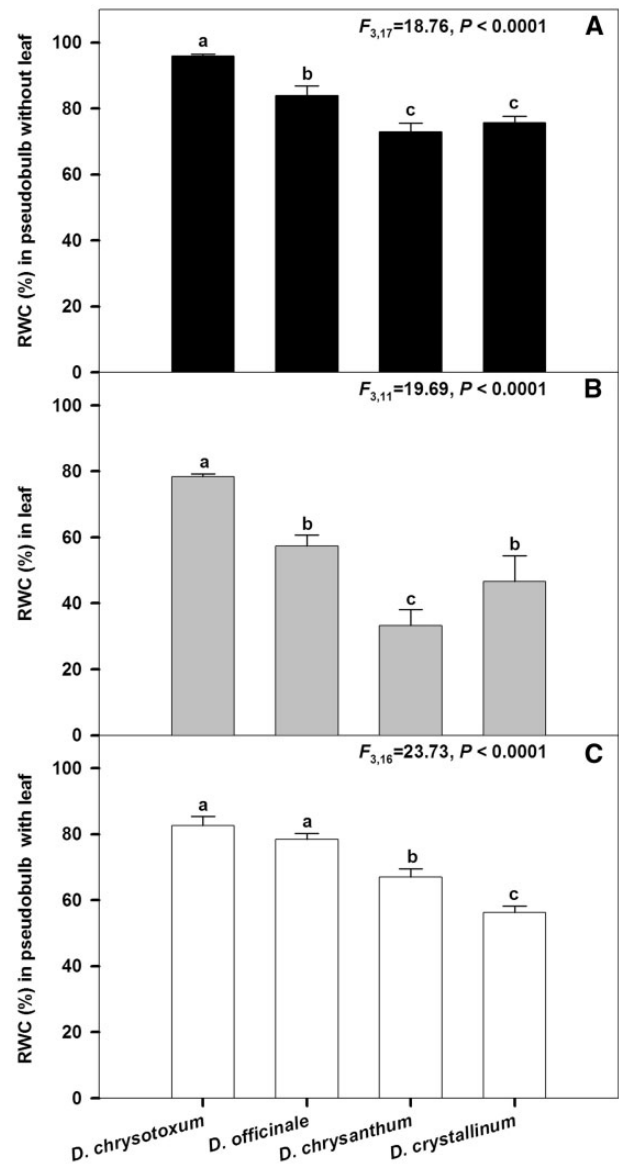 F3,17=18.76, P < 0.0001 A
RWC (%) in pseudobulb without leaf
100
80
60
40
20
0
a
b
c
c
F3,11=19.69, P < 0.0001 B
RWC (%) in leaf
100
80
60
40
20
0
a
b
c
b
F3,16=23.73, P < 0.0001 C
RWC (%) in pseudobulb with leaf
100
80
60
40
20
0
a
a
b
c
D. chrysotoxum
D. officinale
D. chrysanthum
D. crystallinum